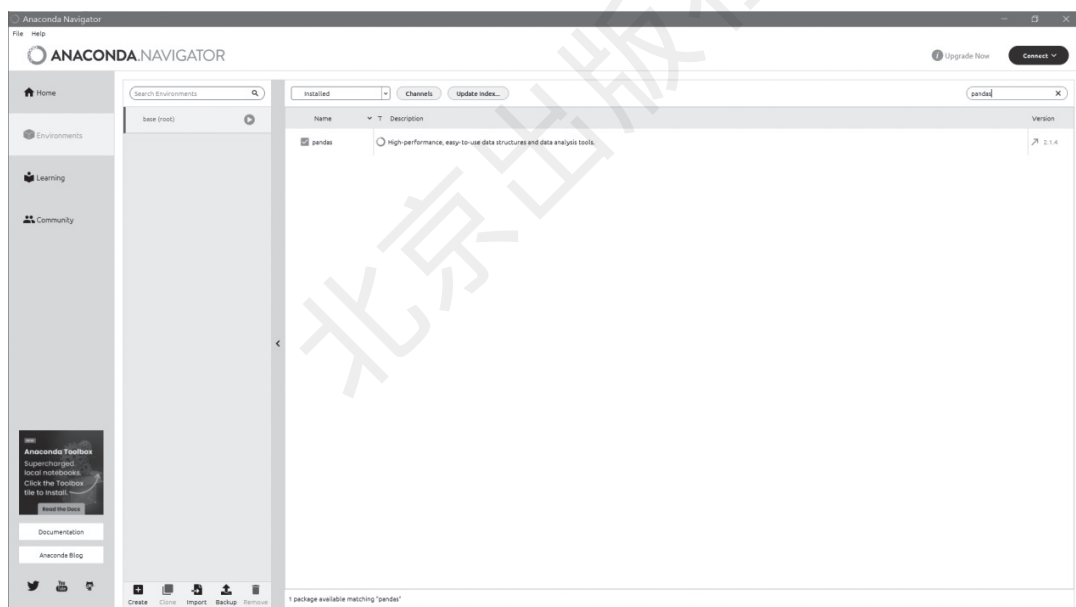 Anaconda Navigator
File Help
ANACONDA.NAVIGATOR
Upgrade Now
Connect
Home
Environments
Learning
Community
Search Environments
base (root)
Installed
Channels
Update index...
pandas
Name
T
Description
Version
pandas
High-performance, easy-to-use data structures and data analysis tools.
2.1.4
Anaconda Toolbox
Supercharged
local notebooks.
Click the Toolbox
tile to install.
Read the Docs
Documentation
Anaconda Blog
You
Tube
Create
Clone
Import
Backup
Remove
1 package available matching "pandas"
北京出版社